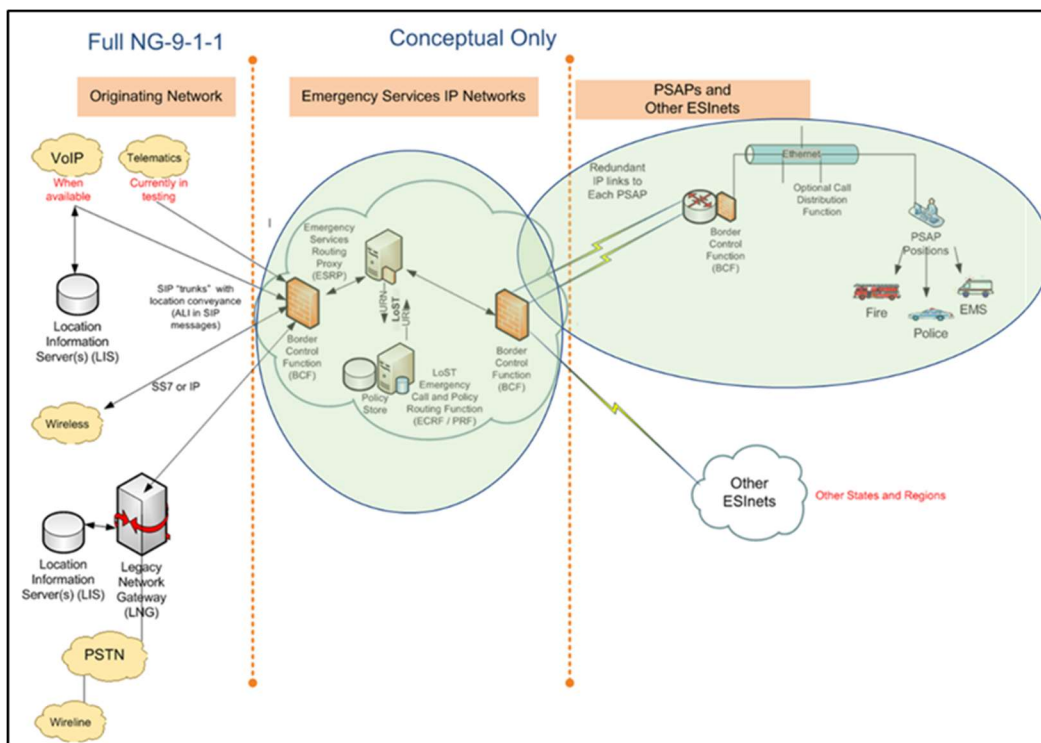 Full NG-9-1-1
Conceptual Only
Originating Network
Emergency Services IP Networks
PSAPs and
Other ESInets
VoIP
When
available
Telematics
Currently in
testing
Location
Information
Server(s) (LIS)
SIP "trunks" with
location conveyance
(ALI in SIP
messages)
SS7 or IP
Wireless
Location
Information
Server(s) (LIS)
Legacy
Network
Gateway
(LNG)
PSTN
Wireline
Emergency
Services
Routing
Proxy
(ESRP)
URN
LoST
URI
Border
Control
Function
(BCF)
Policy
Store
LoST
Emergency
Call and Policy
Routing Function
(ECRF / PRF)
Border
Control
Function
(BCF)
Redundant
IP links to
Each PSAP
Ethernet
Optional Call
Distribution
Function
Border
Control
Function
(BCF)
PSAP
Positions
Fire
Police
EMS
Other
ESInets
Other States and Regions